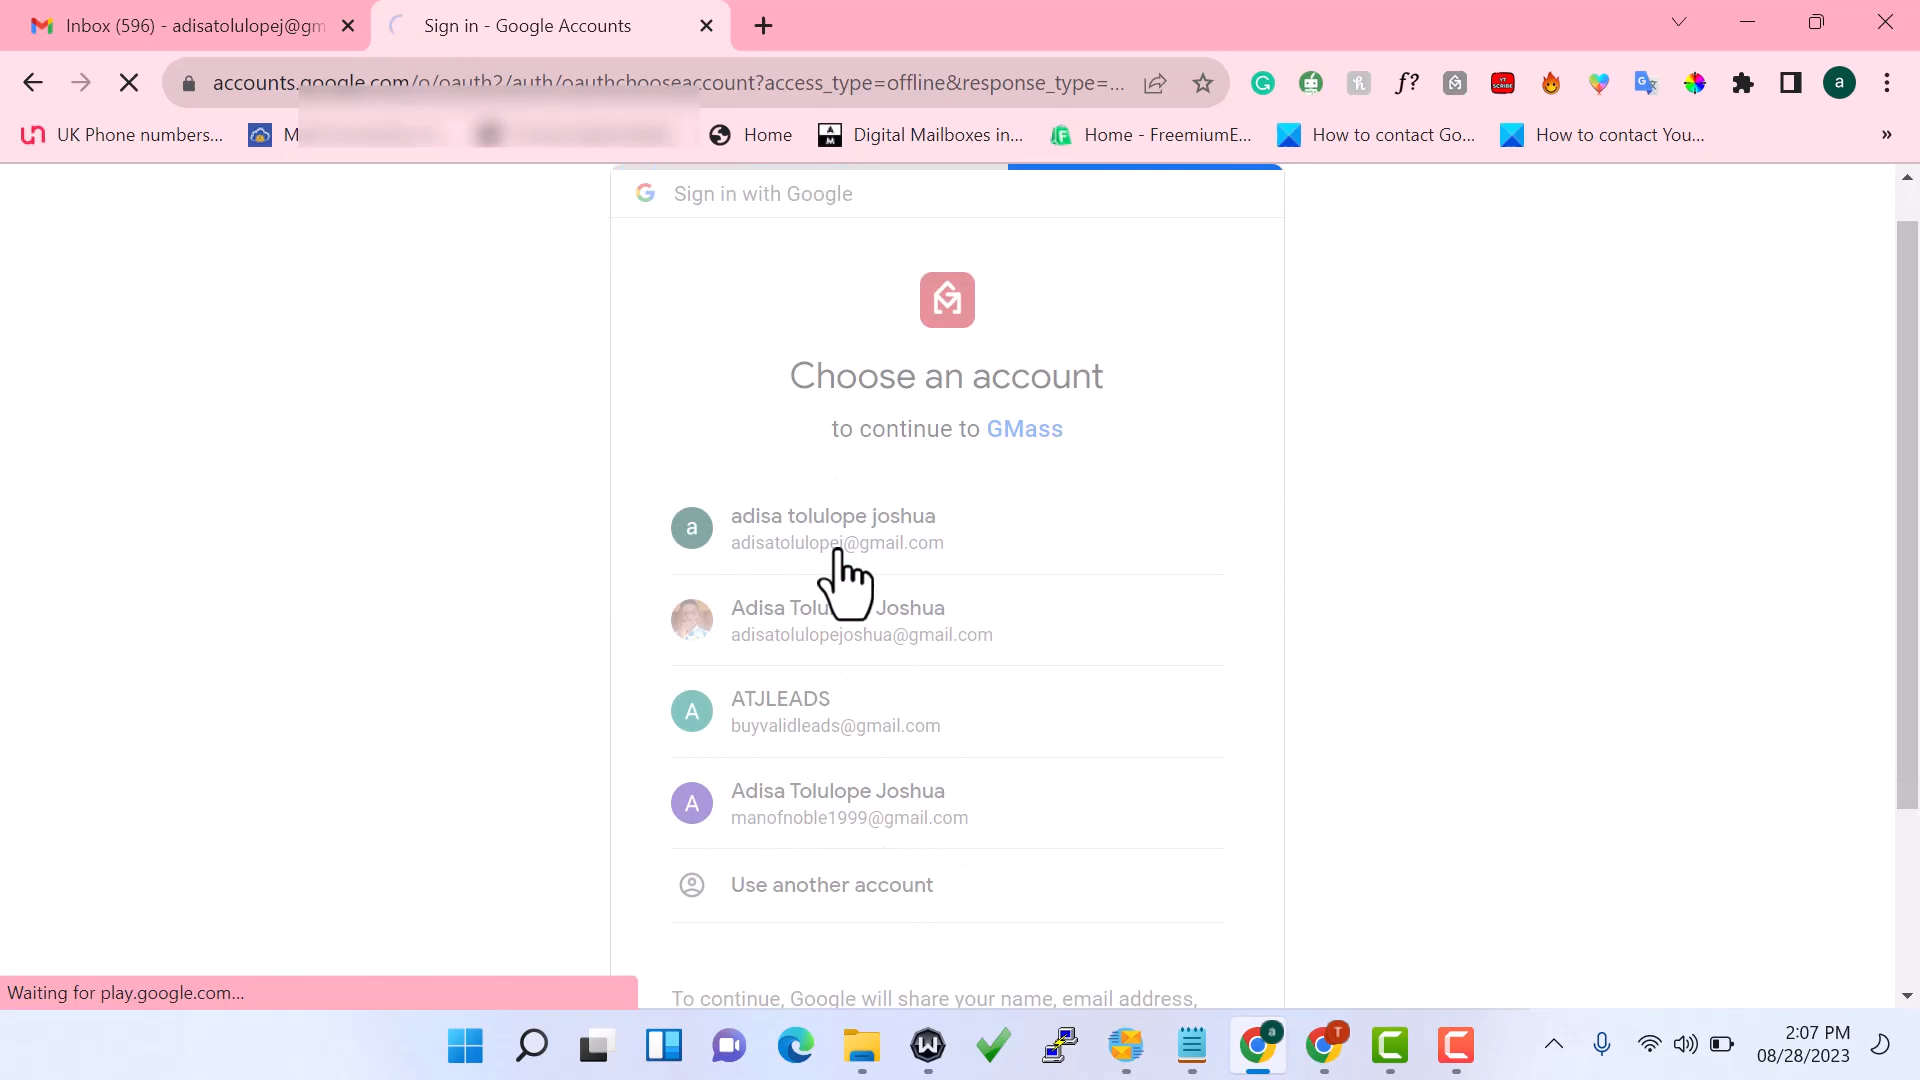 Inbox (596) - adisatolulopej@gm
Sign in - Google Accounts
accounts.google.com/o/oauth2/auth/oauthchooseaccount?access_type=offline&response_type=...
UK Phone numbers...
M
Home
Digital Mailboxes in...
Home - FreemiumE...
How to contact Go...
How to contact You...
»
Sign in with Google
Choose an account
to continue to GMass
a
adisa tolulope joshua
adisatolulopej@gmail.com
Adisa Tolu Joshua
adisatolulopejoshua@gmail.com
A
ATJLEADS
buyvalidleads@gmail.com
A
Adisa Tolulope Joshua
manofnoble1999@gmail.com
Use another account
To continue, Google will share your name, email address,
Waiting for play.google.com...
2:07 PM
08/28/2023